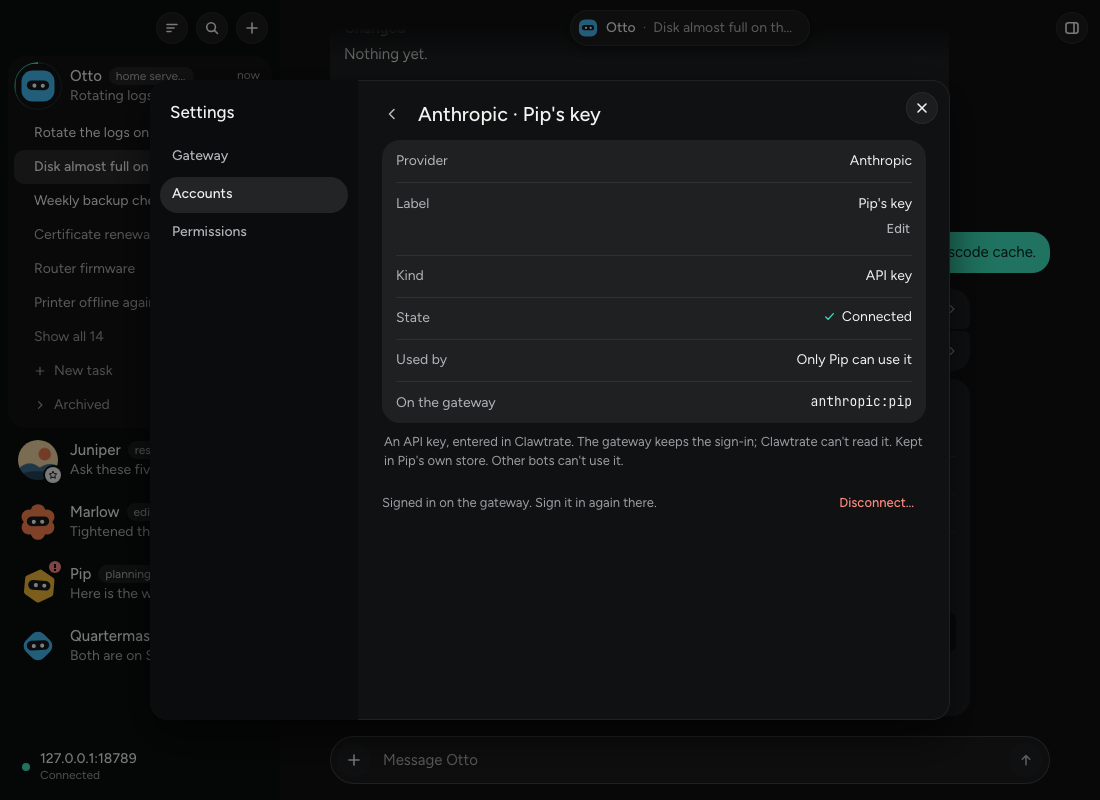 Otto · Disk almost full on th...
Nothing yet.
Otto home serve... now
Rotating logs
Rotate the logs on
Disk almost full on
Weekly backup che
Certificate renewa
Router firmware
Printer offline again
Show all 14
+ New task
Archived
Juniper res
Ask these fiv
Marlow edi
Tightened th
Pip planning
Here is the w
Quartermas
Both are on S
127.0.0.1:18789
Connected
Settings
Gateway
Accounts
Permissions
Anthropic · Pip's key
Provider Anthropic
Label Pip's key
Edit
Kind API key
State Connected
Used by Only Pip can use it
On the gateway anthropic:pip
An API key, entered in Clawtrate. The gateway keeps the sign-in; Clawtrate can't read it. Kept
in Pip's own store. Other bots can't use it.
Signed in on the gateway. Sign it in again there. Disconnect...
scode cache.
Message Otto